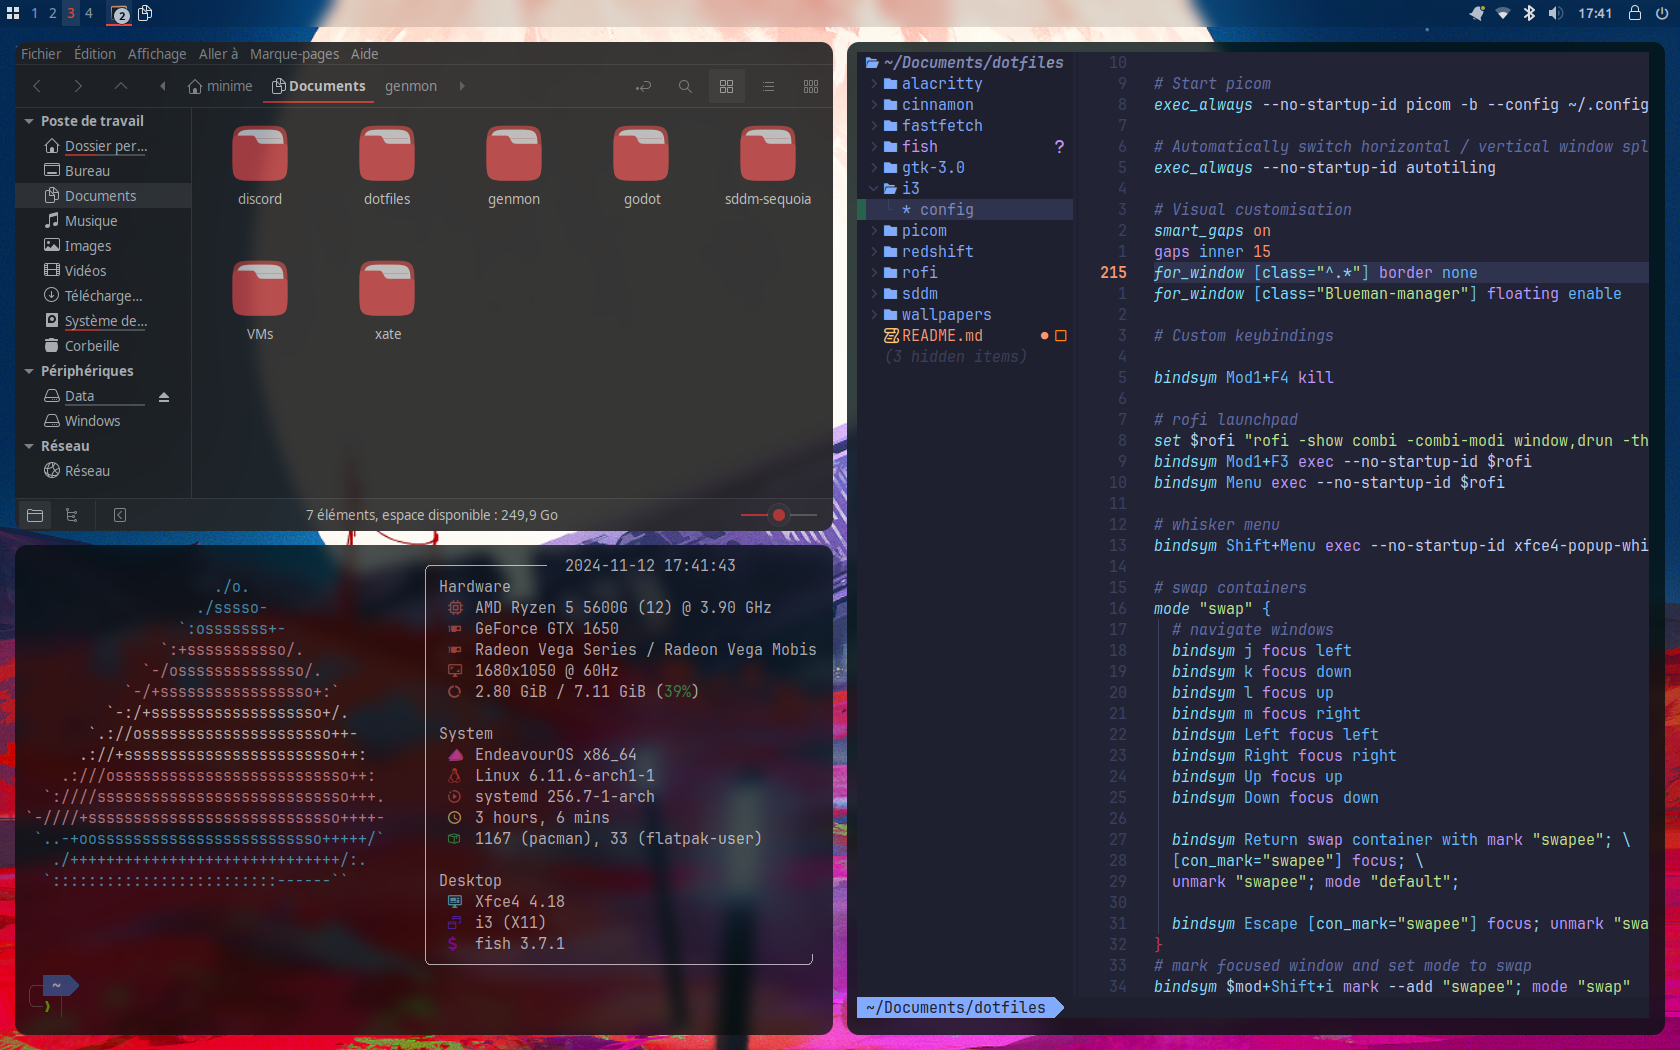 1 2 3 4 2 17:41
Fichier Édition Affichage Aller à Marque-pages Aide
minime Documents genmon
Poste de travail
Dossier per...
Bureau
Documents
Musique
Images
Vidéos
Télécharge...
Système de...
Corbeille
Périphériques
Data
Windows
Réseau
Réseau
discord dotfiles genmon godot sddm-sequoia
VMs xate
7 éléments, espace disponible : 249,9 Go
./o.
./sssso-
`:osssssss+-
`:+sssssssssso/.
`-/ossssssssssssso/.
`-/+sssssssssssssssso+:`
`-:/+sssssssssssssssssso+/.
`.://osssssssssssssssssssso++-
.://+ssssssssssssssssssssssso++:
.:///ossssssssssssssssssssssssso++:
`:////ssssssssssssssssssssssssssso+++.
`-////+ssssssssssssssssssssssssssso++++-
`..-+oosssssssssssssssssssssssso+++++/`
./++++++++++++++++++++++++++++++/:.
`:::::::::::::::::::::::::------``
2024-11-12 17:41:43
Hardware
AMD Ryzen 5 5600G (12) @ 3.90 GHz
GeForce GTX 1650
Radeon Vega Series / Radeon Vega Mobis
1680x1050 @ 60Hz
2.80 GiB / 7.11 GiB (39%)
System
EndeavourOS x86_64
Linux 6.11.6-arch1-1
systemd 256.7-1-arch
3 hours, 6 mins
1167 (pacman), 33 (flatpak-user)
Desktop
Xfce4 4.18
i3 (X11)
$ fish 3.7.1
~
❯
~/Documents/dotfiles
alacritty
cinnamon
fastfetch
fish ?
gtk-3.0
i3
* config
picom
redshift
rofi
sddm
wallpapers
README.md
(3 hidden items)
10
9 # Start picom
8 exec_always --no-startup-id picom -b --config ~/.config
7
6 # Automatically switch horizontal / vertical window spl
5 exec_always --no-startup-id autotiling
4
3 # Visual customisation
2 smart_gaps on
1 gaps inner 15
215 for_window [class="^.*"] border none
1 for_window [class="Blueman-manager"] floating enable
2
3 # Custom keybindings
4
5 bindsym Mod1+F4 kill
6
7 # rofi launchpad
8 set $rofi "rofi -show combi -combi-modi window,drun -th
9 bindsym Mod1+F3 exec --no-startup-id $rofi
10 bindsym Menu exec --no-startup-id $rofi
11
12 # whisker menu
13 bindsym Shift+Menu exec --no-startup-id xfce4-popup-whi
14
15 # swap containers
16 mode "swap" {
17 # navigate windows
18 bindsym j focus left
19 bindsym k focus down
20 bindsym l focus up
21 bindsym m focus right
22 bindsym Left focus left
23 bindsym Right focus right
24 bindsym Up focus up
25 bindsym Down focus down
26
27 bindsym Return swap container with mark "swapee"; \
28 [con_mark="swapee"] focus; \
29 unmark "swapee"; mode "default";
30
31 bindsym Escape [con_mark="swapee"] focus; unmark "swa
32 }
33 # mark focused window and set mode to swap
34 bindsym $mod+Shift+i mark --add "swapee"; mode "swap"
~/Documents/dotfiles